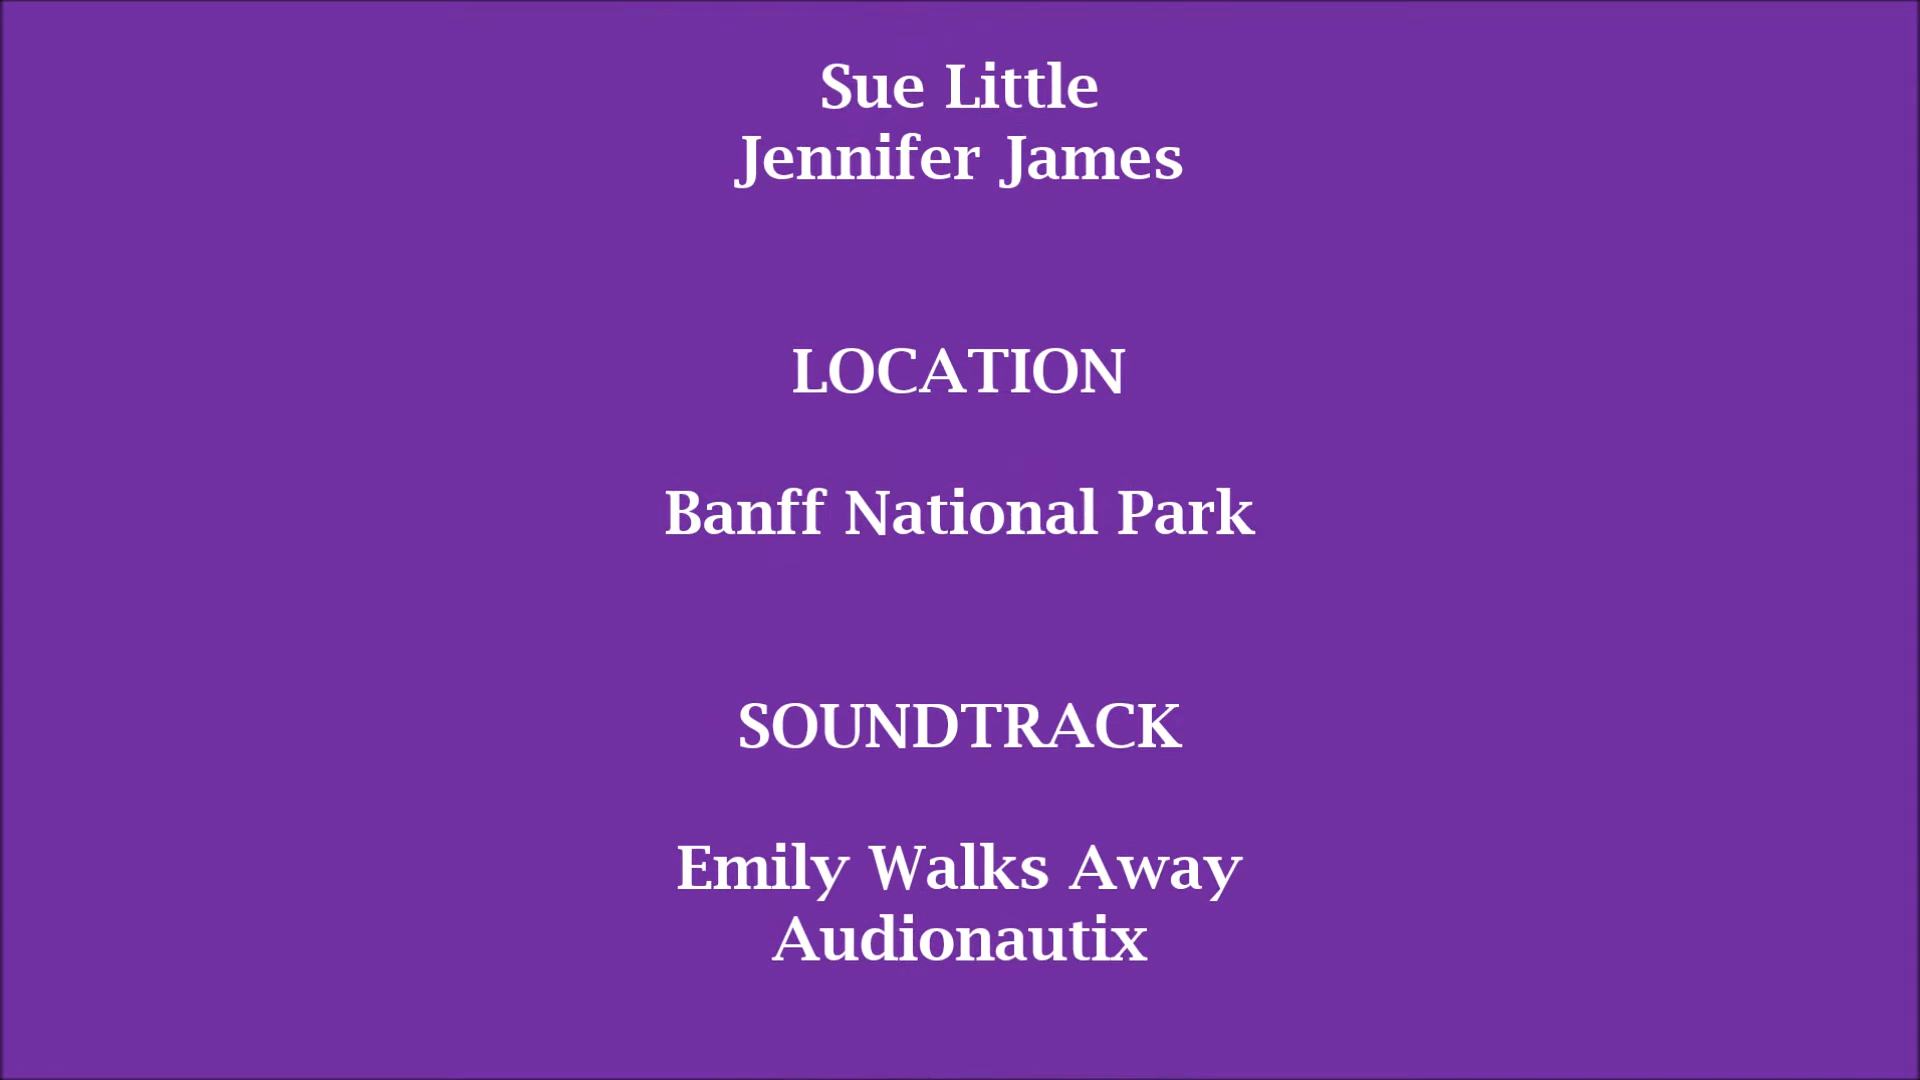 Sue Little
Jennifer James
LOCATION
Banff National Park
SOUNDTRACK
Emily Walks Away
Audionautix